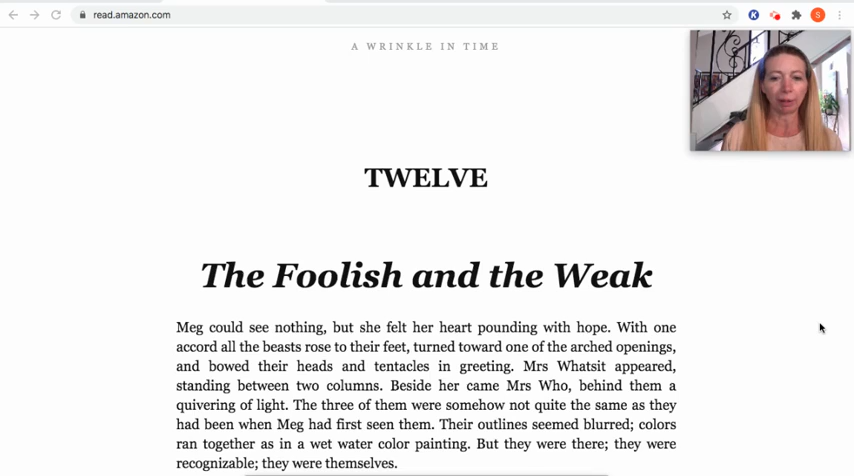 read.amazon.com
K
S
A WRINKLE IN TIME
TWELVE
The Foolish and the Weak
Meg could see nothing, but she felt her heart pounding with hope. With one
accord all the beasts rose to their feet, turned toward one of the arched openings,
and bowed their heads and tentacles in greeting. Mrs Whatsit appeared,
standing between two columns. Beside her came Mrs Who, behind them a
quivering of light. The three of them were somehow not quite the same as they
had been when Meg had first seen them. Their outlines seemed blurred; colors
ran together as in a wet water color painting. But they were there; they were
recognizable; they were themselves.